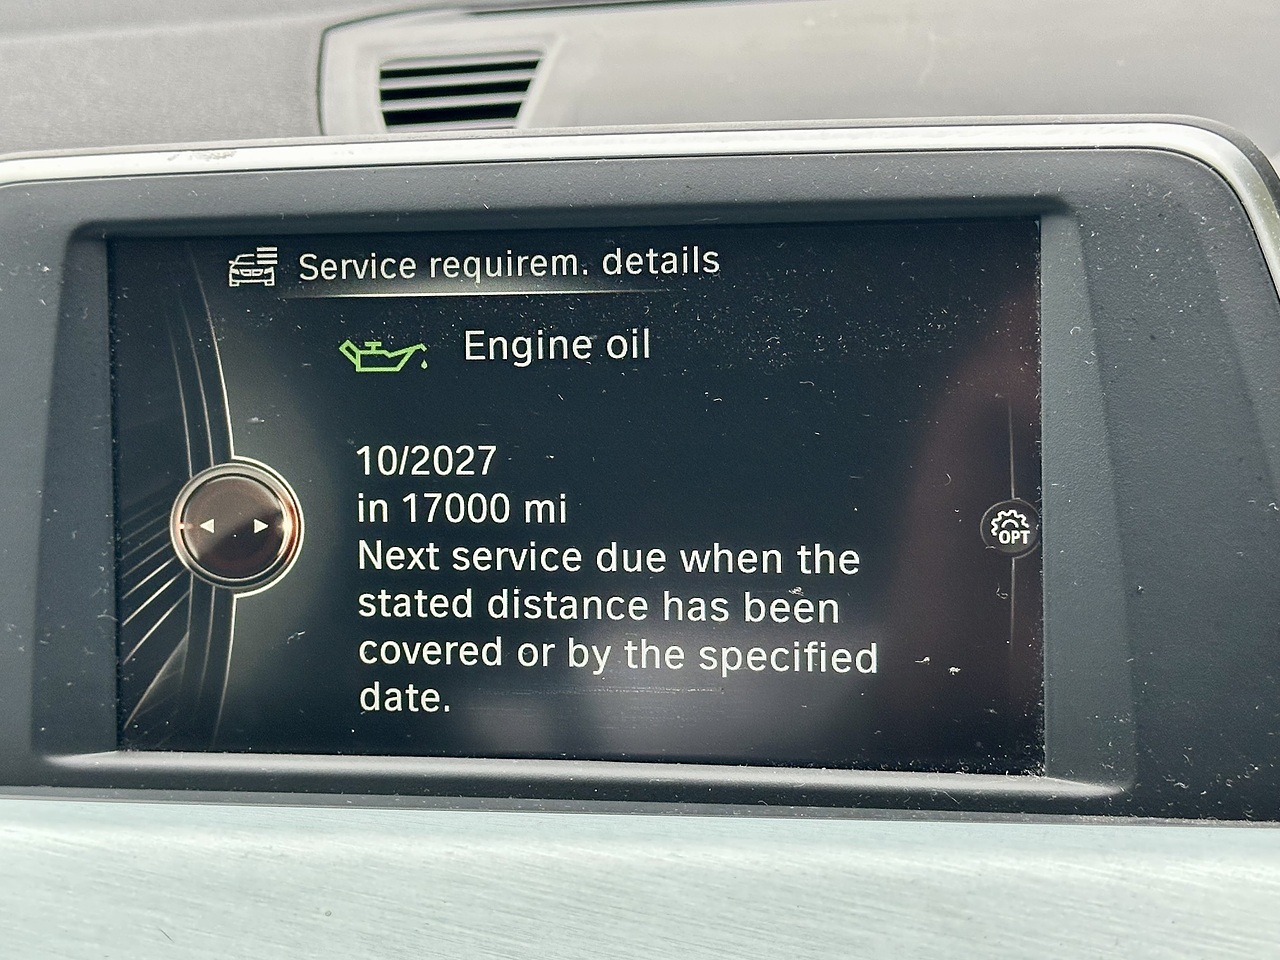 Service requirem. details
Engine oil
10/2027
in 17000 mi
Next service due when the
stated distance has been
covered or by the specified
date.
OPT